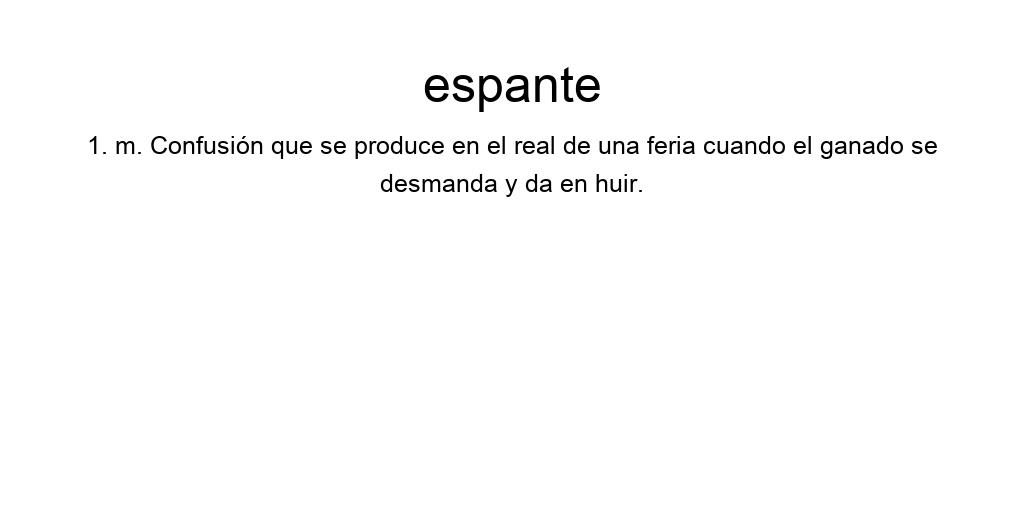 espante
1. m. Confusión que se produce en el real de una feria cuando el ganado se
desmanda y da en huir.